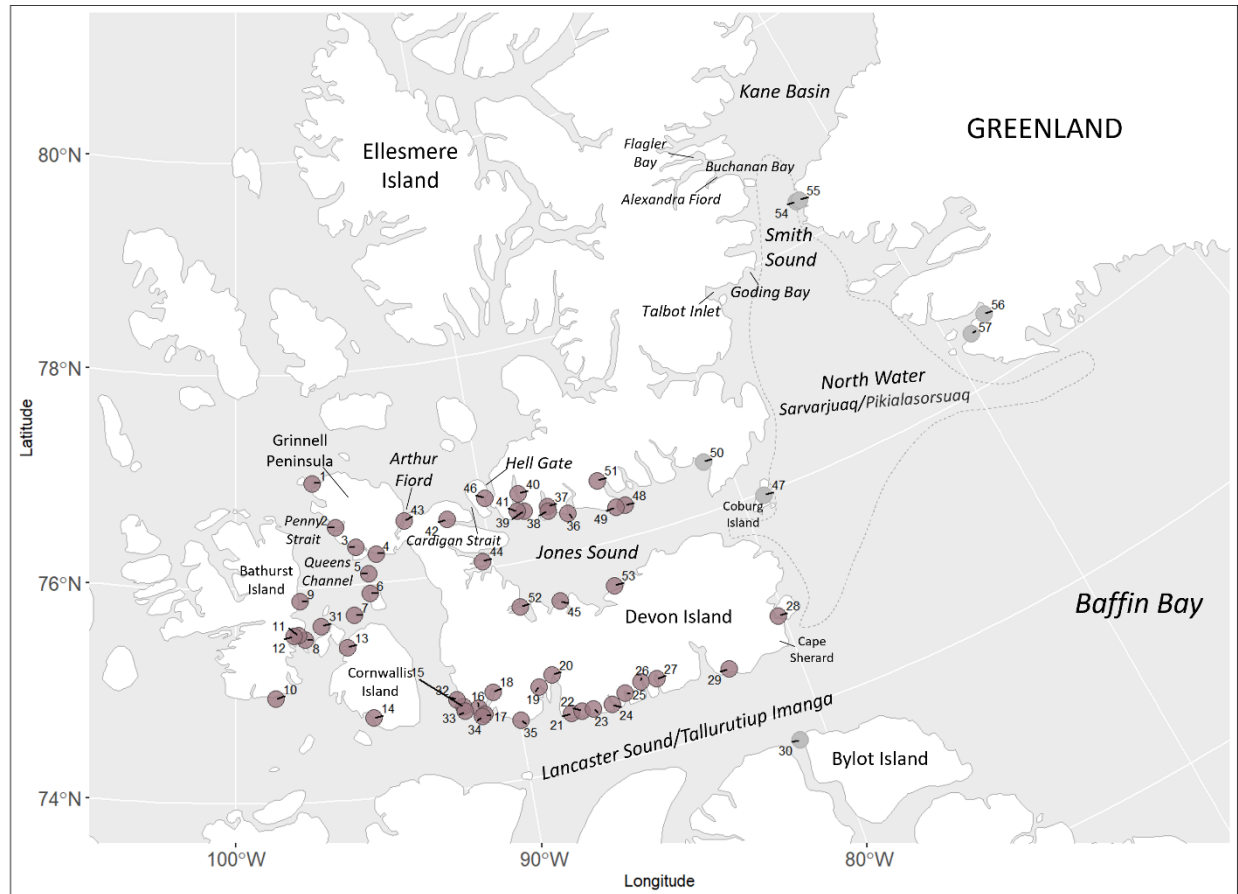 Kane Basin
GREENLAND
Flagler
Bay
Buchanan Bay
Ellesmere
Island
80°N
Alexandra Fiord
55
54
Smith
Sound
Goding Bay
Talbot Inlet
56
57
78°N
North Water
Sarvarjuaq/Pikialasorsuaq
Latitude
Grinnell
Peninsula
Arthur
Fiord
Hell Gate
50
51
1
46
40
37
48
47
41
43
42
39
38
36
49
Coburg
Island
Penny
Strait
2
Cardigan Strait
3
4
44
Jones Sound
Queens
Channel
5
76°N
Bathurst
Island
6
53
9
52
45
7
Devon Island
28
Baffin Bay
31
11
12
8
13
Cape
Sherard
15
Cornwallis
Island
20
26
27
29
18
32
16
19
25
10
22
14
33
17
21
23
24
34
35
Lancaster Sound/Tallurutiup Imanga
30
Bylot Island
74°N
100°W
90°W
80°W
Longitude